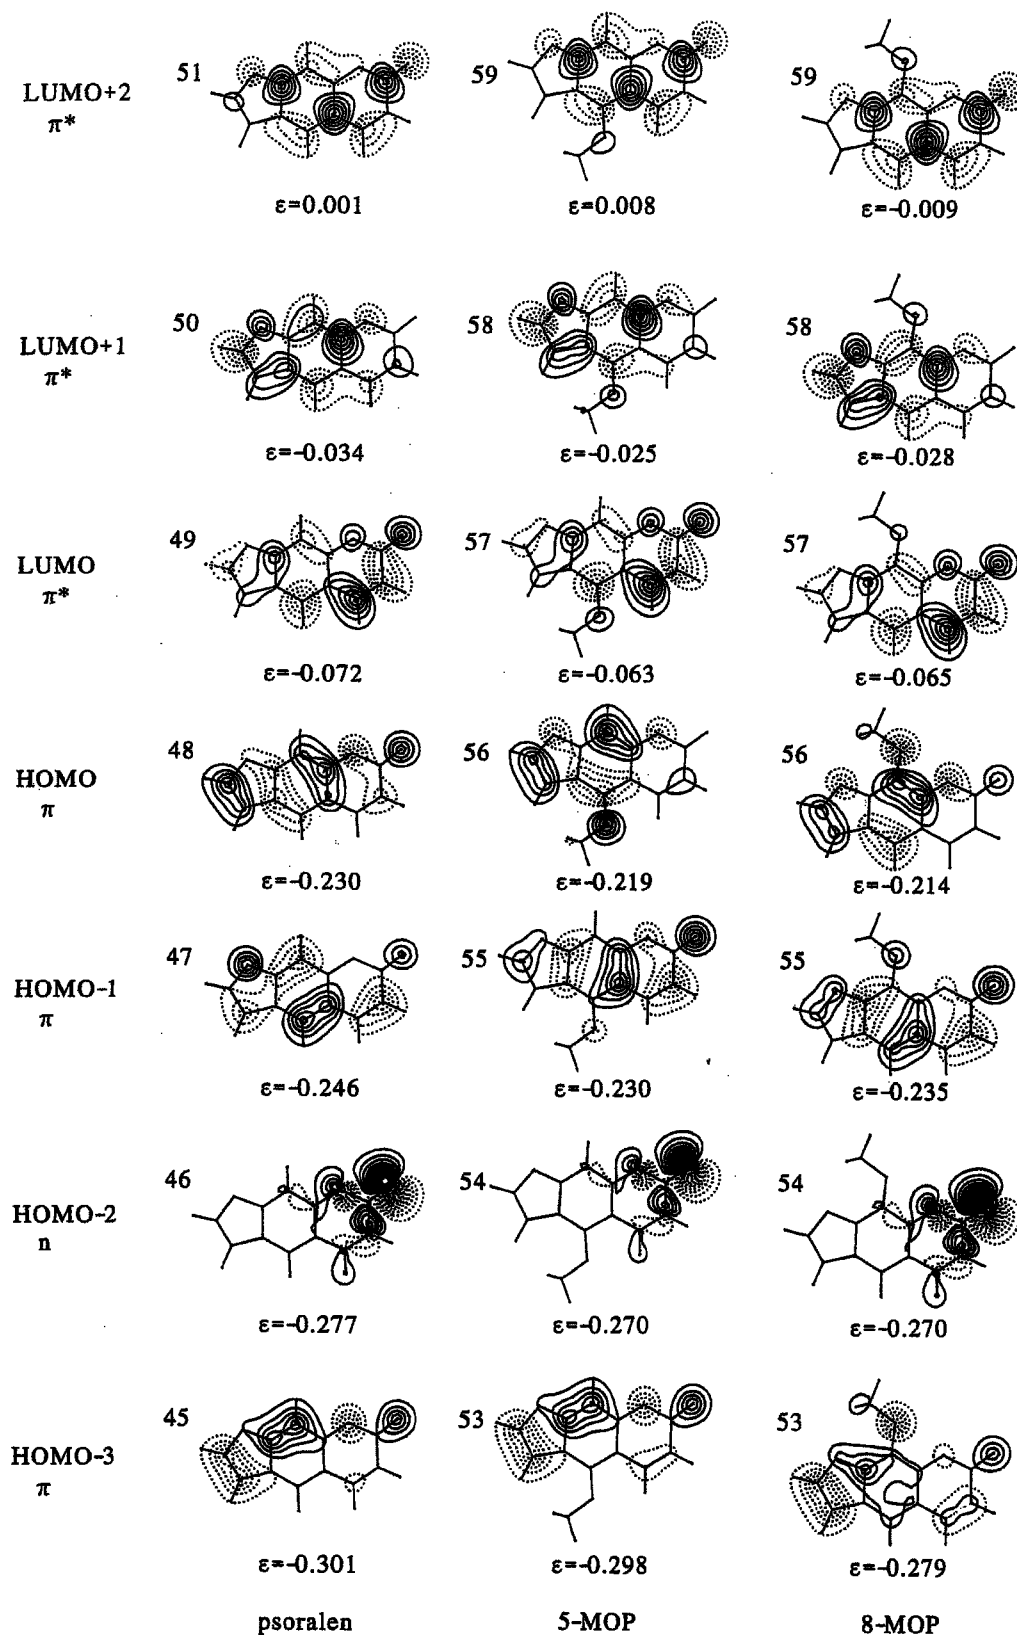 LUMO+2
π*
51
59
59
ε=0.001
ε=0.008
ε=-0.009
LUMO+1
π*
50
58
58
ε=-0.034
ε=-0.025
ε=-0.028
LUMO
π*
49
57
57
ε=-0.072
ε=-0.063
ε=-0.065
HOMO
π
48
56
56
ε=-0.230
ε=-0.219
ε=-0.214
HOMO-1
π
47
55
55
ε=-0.246
ε=-0.230
ε=-0.235
HOMO-2
n
46
54
54
ε=-0.277
ε=-0.270
ε=-0.270
HOMO-3
π
45
53
53
ε=-0.301
ε=-0.298
ε=-0.279
psoralen
5-MOP
8-MOP